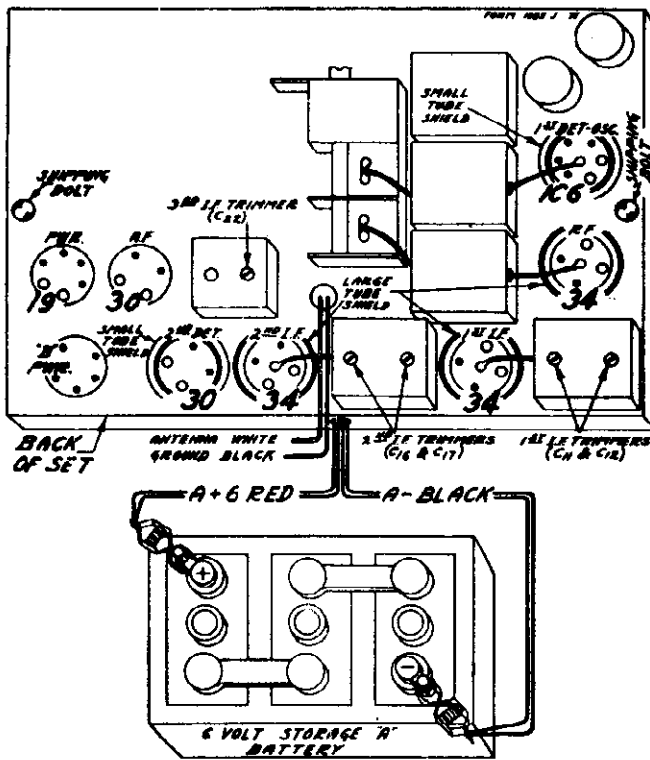 FORM
SMALL
TUBE
SHIELD
1ST DET-OSC.
1C6
SHIPPING
BOLT
SHIPPING
BOLT
3RD I.F. TRIMMER
(C22)
PWR.
19
R.F.
30
R.F.
34
LARGE
TUBE
SHIELD
"B"
PWR.
SMALL
TUBE
SHIELD
2ND DET.
30
2ND I.F.
34
1ST I.F.
34
BACK
OF SET
ANTENNA WHITE
GROUND BLACK
2ND I.F. TRIMMERS
(C16 & C17)
1ST I.F. TRIMMERS
(C11 & C12)
A+6 RED
A-BLACK
+
-
6 VOLT STORAGE "A"
BATTERY